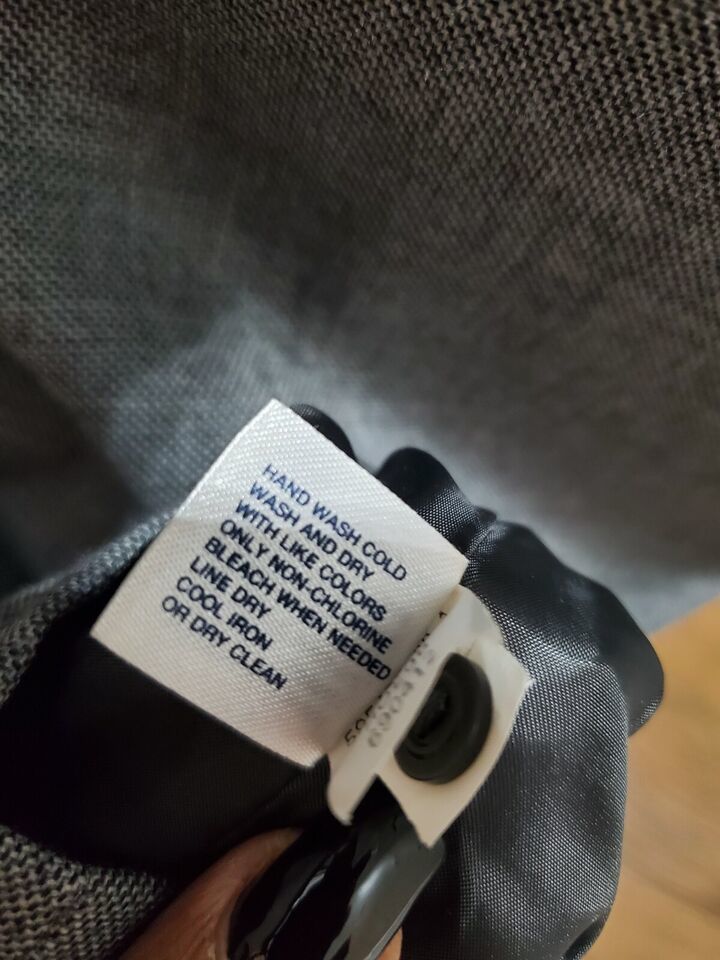 HAND WASH COLD
WASH AND DRY
WITH LIKE COLORS
ONLY NON-CHLORINE
BLEACH WHEN NEEDED
LINE DRY
COOL IRON
OR DRY CLEAN